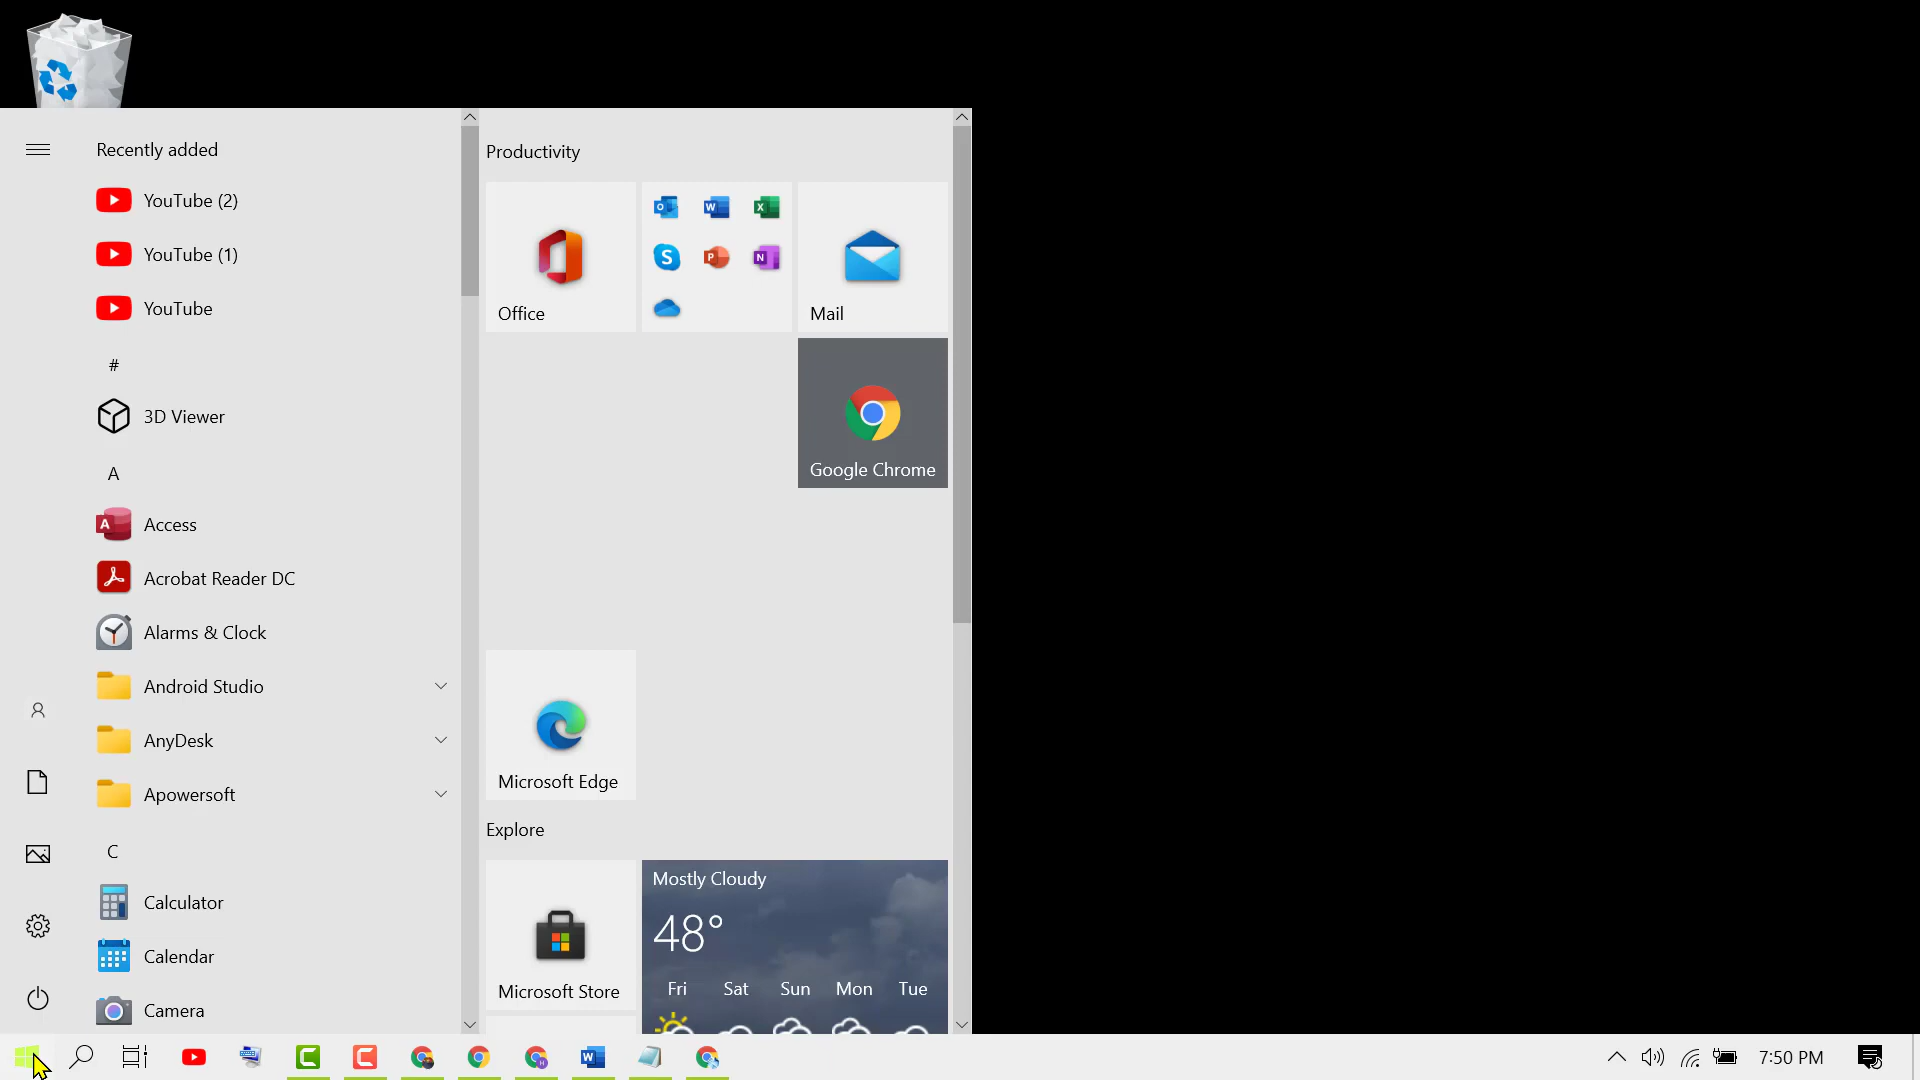 Recently added
YouTube (2)
YouTube (1)
YouTube
#
3D Viewer
A
Access
Acrobat Reader DC
Alarms & Clock
Android Studio
AnyDesk
Apowersoft
C
Calculator
Calendar
Camera
Productivity
Office
Mail
Google Chrome
Microsoft Edge
Explore
Microsoft Store
Mostly Cloudy
48°
Fri Sat Sun Mon Tue
7:50 PM